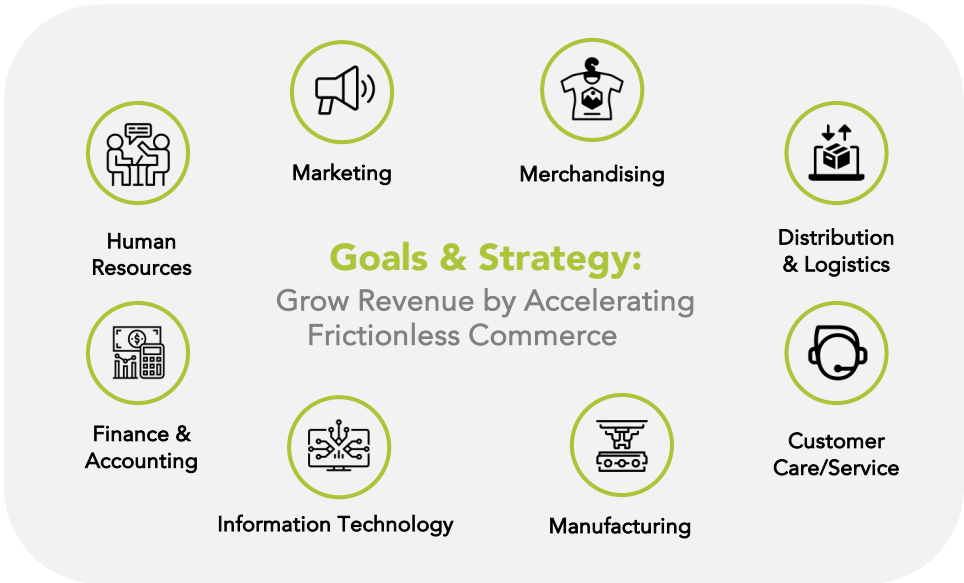 Marketing
Merchandising
Human
Resources
Distribution
& Logistics
Goals & Strategy:
Grow Revenue by Accelerating
Frictionless Commerce
Finance &
Accounting
Customer
Care/Service
Information Technology
Manufacturing